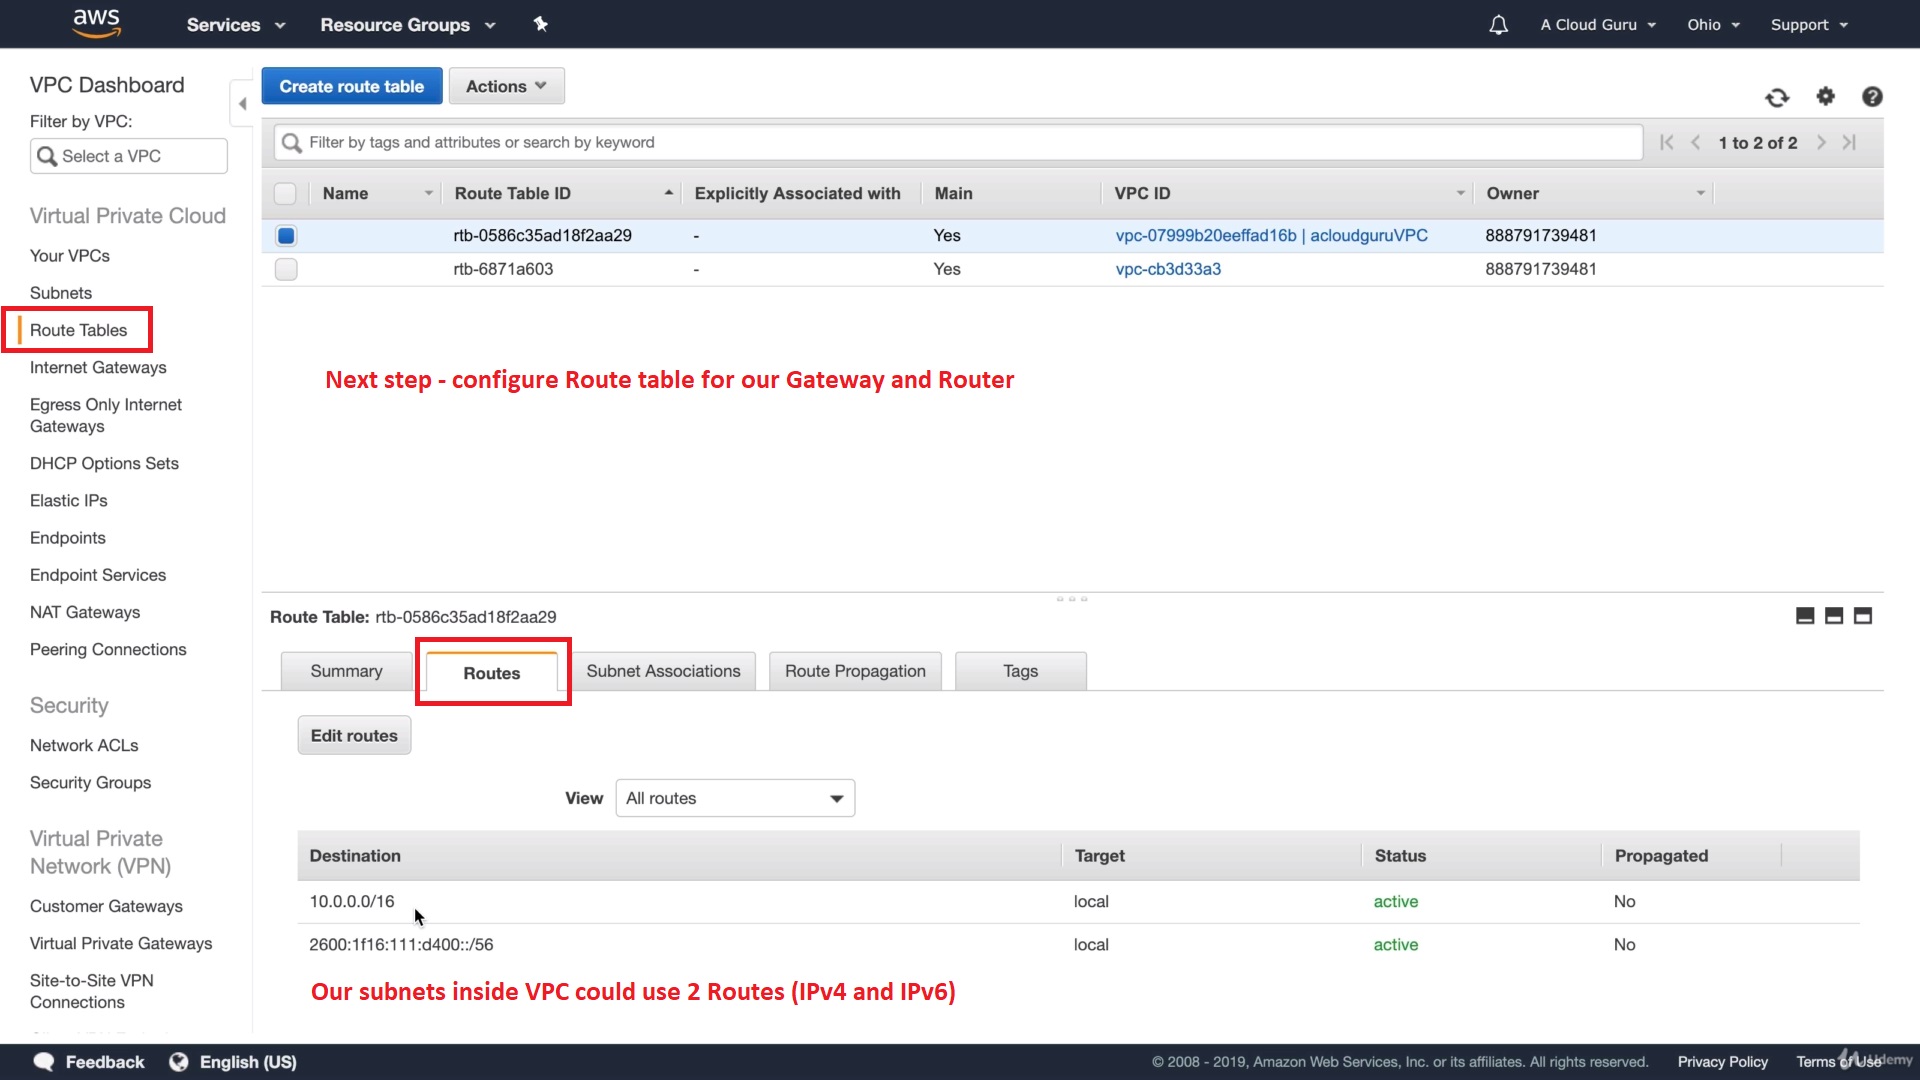 aws
Services
Resource Groups
A Cloud Guru
Ohio
Support
VPC Dashboard
Filter by VPC:
Select a VPC
Virtual Private Cloud
Your VPCs
Subnets
Route Tables
Internet Gateways
Egress Only Internet
Gateways
DHCP Options Sets
Elastic IPs
Endpoints
Endpoint Services
NAT Gateways
Peering Connections
Security
Network ACLs
Security Groups
Virtual Private
Network (VPN)
Customer Gateways
Virtual Private Gateways
Site-to-Site VPN
Connections
Create route table
Actions
Filter by tags and attributes or search by keyword
1 to 2 of 2
Name Route Table ID Explicitly Associated with Main VPC ID Owner
rtb-0586c35ad18f2aa29 - Yes vpc-07999b20eeffad16b | acloudguruVPC 888791739481
rtb-6871a603 - Yes vpc-cb3d33a3 888791739481
Next step - configure Route table for our Gateway and Router
Route Table: rtb-0586c35ad18f2aa29
Summary
Routes
Subnet Associations
Route Propagation
Tags
Edit routes
View All routes
Destination Target Status Propagated
10.0.0.0/16 local active No
2600:1f16:111:d400::/56 local active No
Our subnets inside VPC could use 2 Routes (IPv4 and IPv6)
Feedback
English (US)
© 2008 - 2019, Amazon Web Services, Inc. or its affiliates. All rights reserved.
Privacy Policy
Terms of Use
Udemy